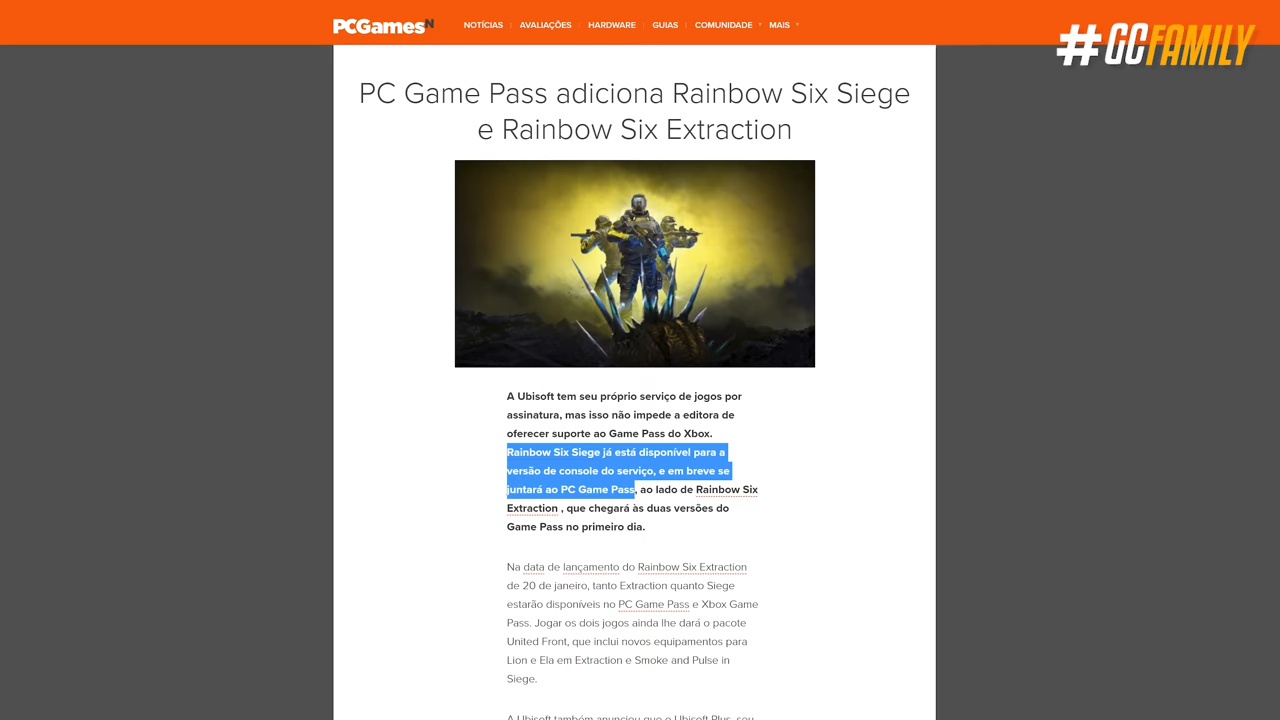 PCGamesN
NOTÍCIAS
AVALIAÇÕES
HARDWARE
GUIAS
COMUNIDADE
MAIS
#GCFAMILY
PC Game Pass adiciona Rainbow Six Siege
e Rainbow Six Extraction
A Ubisoft tem seu próprio serviço de jogos por
assinatura, mas isso não impede a editora de
oferecer suporte ao Game Pass do Xbox.
Rainbow Six Siege já está disponível para a
versão de console do serviço, e em breve se
juntará ao PC Game Pass, ao lado de Rainbow Six
Extraction , que chegará às duas versões do
Game Pass no primeiro dia.
Na data de lançamento do Rainbow Six Extraction
de 20 de janeiro, tanto Extraction quanto Siege
estarão disponíveis no PC Game Pass e Xbox Game
Pass. Jogar os dois jogos ainda lhe dará o pacote
United Front, que inclui novos equipamentos para
Lion e Ela em Extraction e Smoke and Pulse in
Siege.
A Ubisoft também anunciou que o Ubisoft Plus, seu